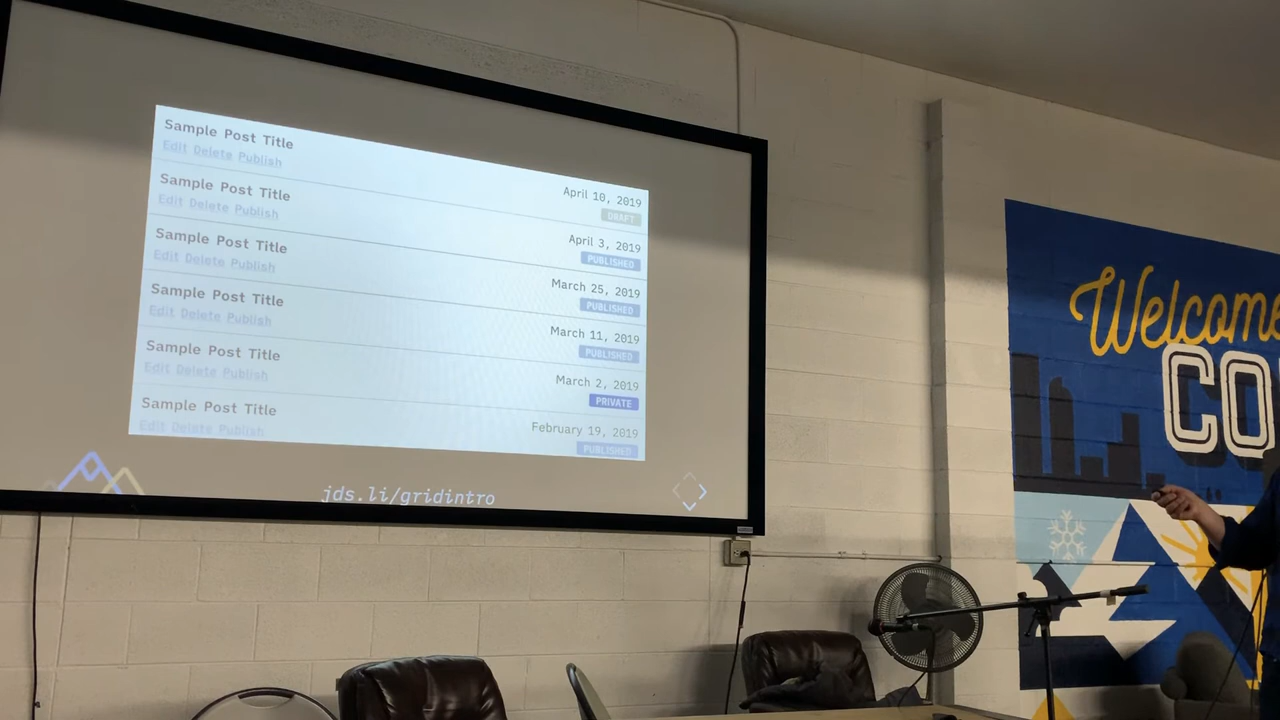 Sample Post Title
Edit Delete Publish
April 10, 2019
DRAFT
Sample Post Title
Edit Delete Publish
April 3, 2019
PUBLISHED
Sample Post Title
Edit Delete Publish
March 25, 2019
PUBLISHED
Sample Post Title
Edit Delete Publish
March 11, 2019
PUBLISHED
Sample Post Title
Edit Delete Publish
March 2, 2019
PRIVATE
Sample Post Title
Edit Delete Publish
February 19, 2019
PUBLISHED
jds.li/gridintro
Welcome
CO